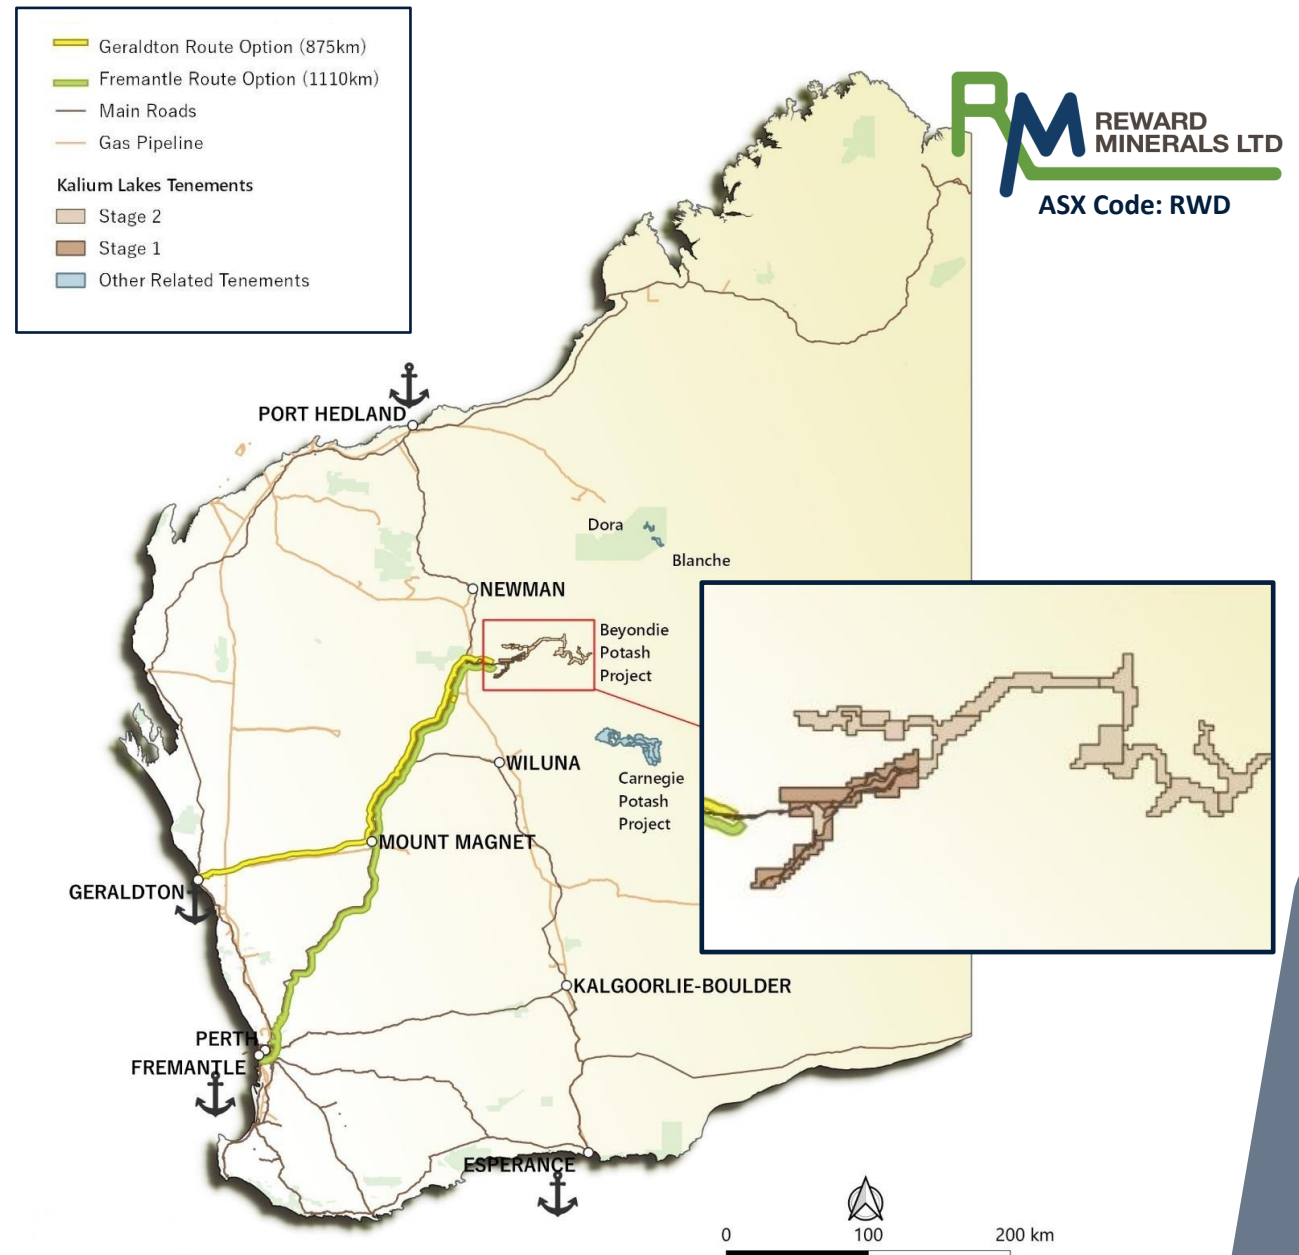 Geraldton Route Option (875km)
Fremantle Route Option (1110km)
Main Roads
Gas Pipeline
Kalium Lakes Tenements
Stage 2
Stage 1
Other Related Tenements
RM
REWARD
MINERALS LTD
ASX Code: RWD
PORT HEDLAND
Dora
Blanche
NEWMAN
Beyondie
Potash
Project
WILUNA
Carnegie
Potash
Project
MOUNT MAGNET
GERALDTON
KALGOORLIE-BOULDER
PERTH
FREMANTLE
ESPERANCE
0 100 200 km